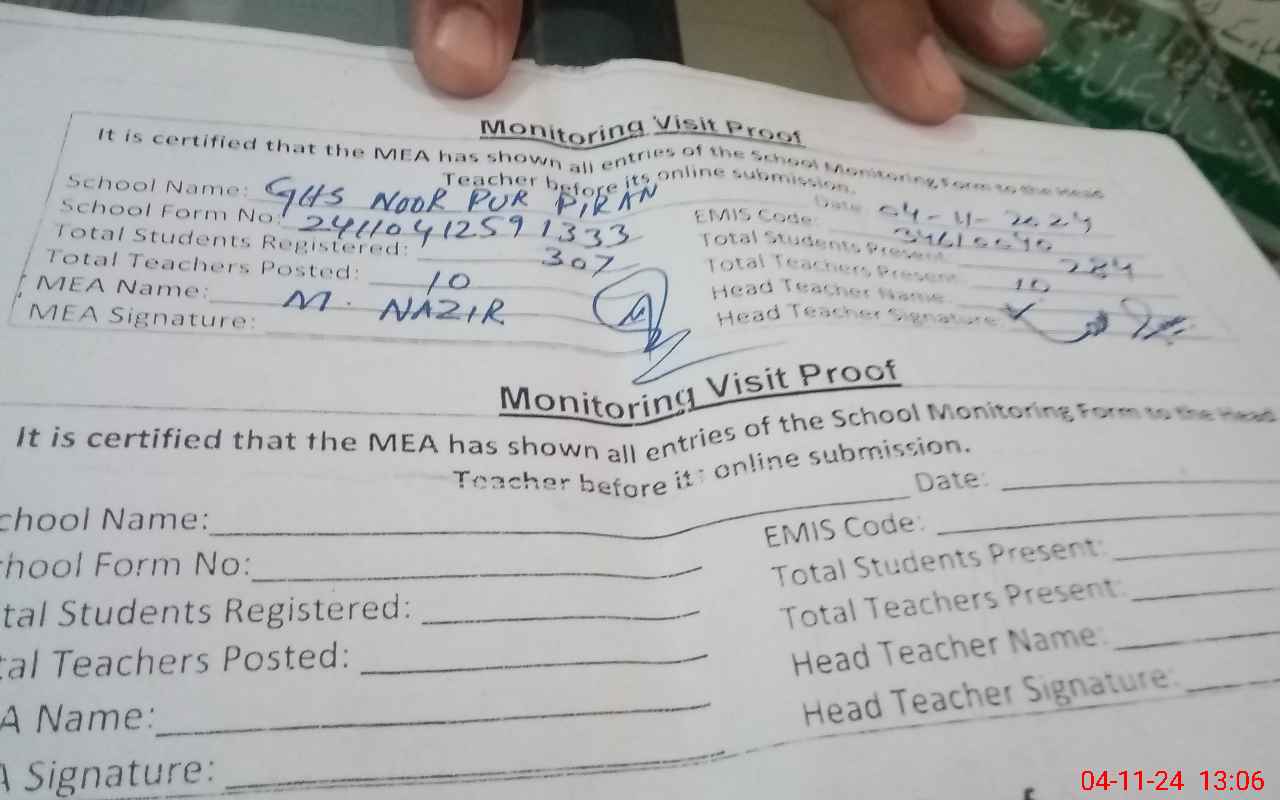 Monitoring Visit Proof
It is certified that the MEA has shown all entries of the School Monitoring Form to the Head
Teacher before its online submission.
Date: 04-11-2024
School Name: GHS NOOR PUR PIRAN
EMIS Code:
School Form No: 2411041259 1333
Total Students Present: 284
Total Students Registered: 307
Total Teachers Present: 10
Total Teachers Posted: 10
Head Teacher Name:
MEA Name: M. NAZIR
Head Teacher Signature:
MEA Signature:
Monitoring Visit Proof
It is certified that the MEA has shown all entries of the School Monitoring Form to the Head
Teacher before it online submission.
Date:
chool Name:
EMIS Code:
hool Form No:
Total Students Present:
tal Students Registered:
Total Teachers Present:
tal Teachers Posted:
Head Teacher Name:
A Name:
Head Teacher Signature:
A Signature:
04-11-24 13:06